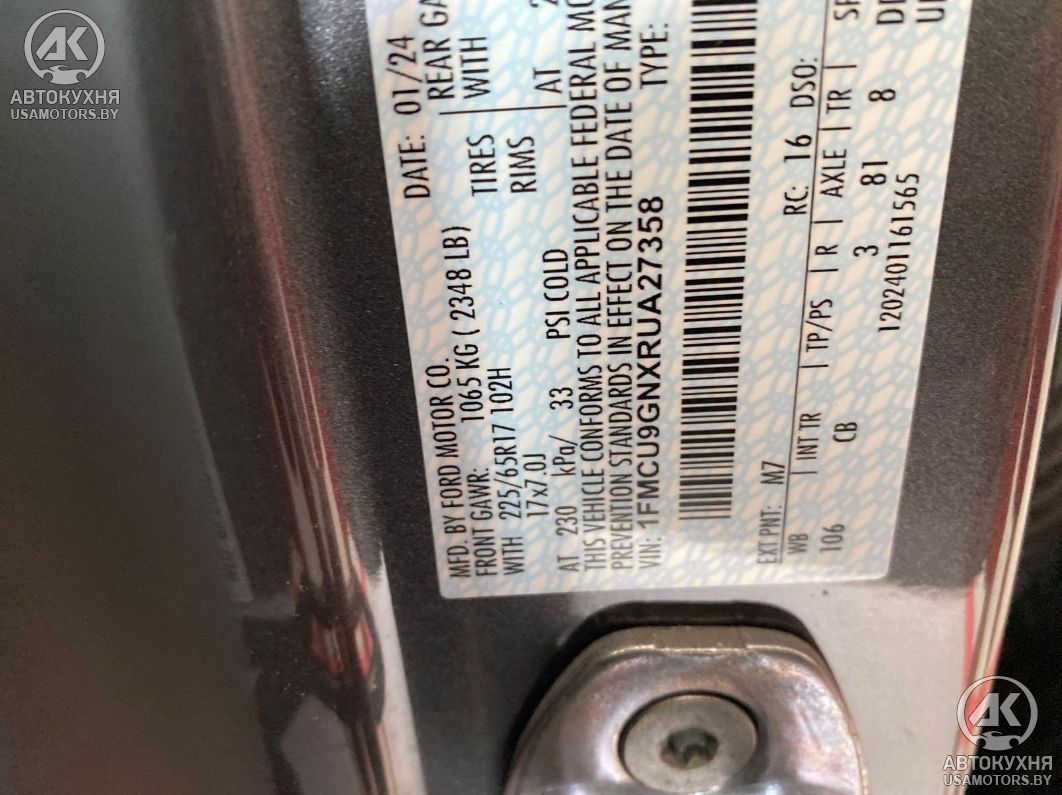 АВТОКУХНЯ
USAMOTORS.BY
MFD. BY FORD MOTOR CO. DATE: 01/24
FRONT GAWR: 1065 KG ( 2348 LB) REAR GA
WITH 225/65R17 102H TIRES WITH
17x7.0J RIMS
AT 230 kPa/ 33 PSI COLD AT 2
THIS VEHICLE CONFORMS TO ALL APPLICABLE FEDERAL MO
PREVENTION STANDARDS IN EFFECT ON THE DATE OF MAN
VIN: 1FMCU9GNXRUA27358 TYPE:
EXT PNT: M7 RC: 16 DSO:
WB | INT TR | TP/PS | R | AXLE | TR | SP
106 CB 3 81 8
1202401161565
АВТОКУХНЯ
USAMOTORS.BY